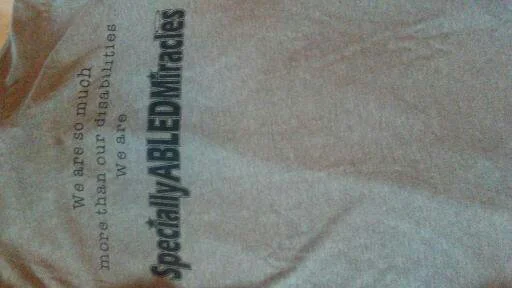 We are so much
more than our disabilities
We are
SpeciallyABLEDMiracles